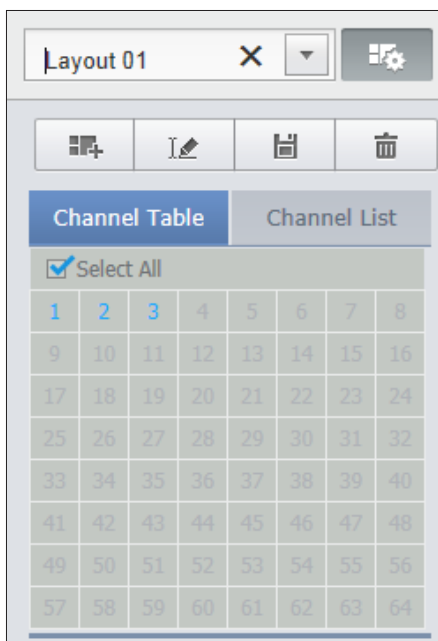 Layout 01
Channel Table Channel List
Select All
1 2 3 4 5 6 7 8
9 10 11 12 13 14 15 16
17 18 19 20 21 22 23 24
25 26 27 28 29 30 31 32
33 34 35 36 37 38 39 40
41 42 43 44 45 46 47 48
49 50 51 52 53 54 55 56
57 58 59 60 61 62 63 64